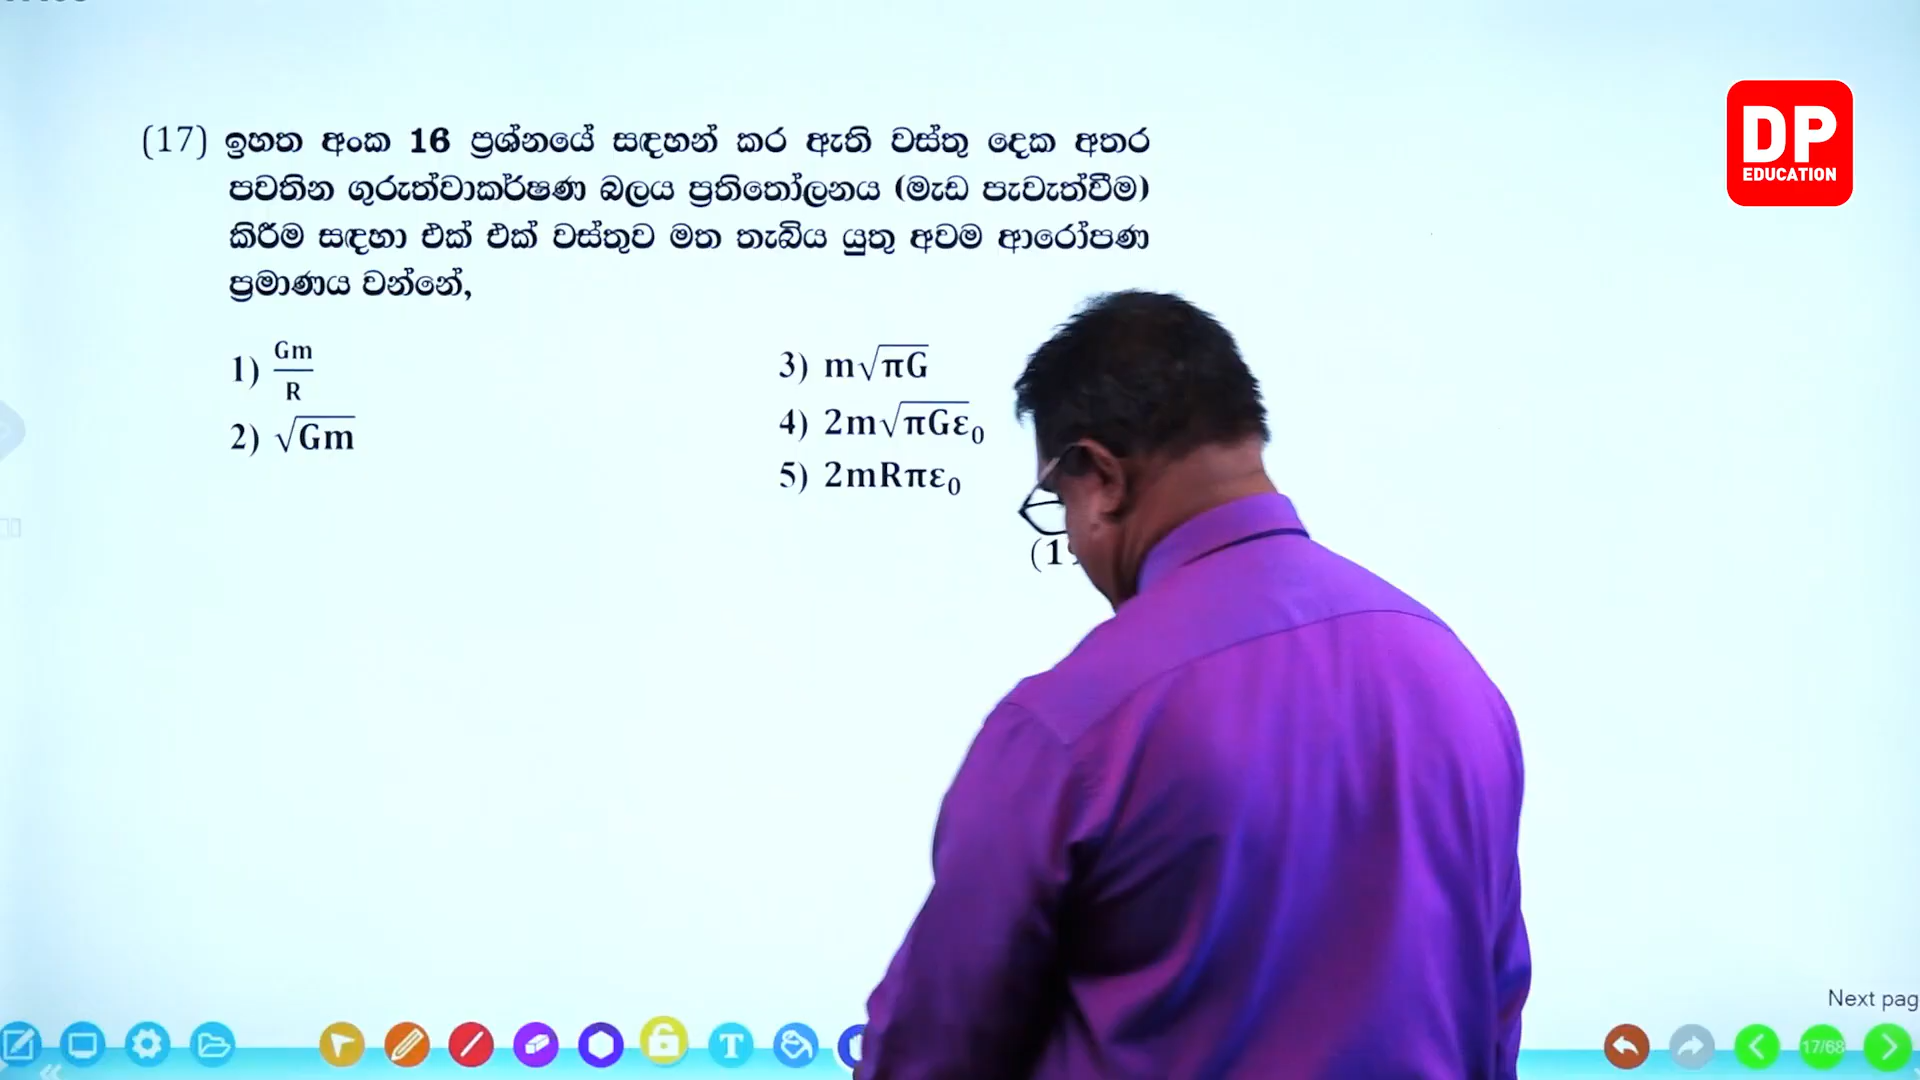 DP
EDUCATION
(17) ඉහත අංක 16 ප්‍රශ්නයේ සඳහන් කර ඇති වස්තු දෙක අතර
පවතින ගුරුත්වාකර්ෂණ බලය ප්‍රතිතෝලනය (මැඩ පැවැත්වීම)
කිරීම සඳහා එක් එක් වස්තුව මත තැබිය යුතු අවම ආරෝපණ
ප්‍රමාණය වන්නේ,
1) Gm/R
2) √Gm
3) m√πG
4) 2m√πGε₀
5) 2mRπε₀
Next pag
T
17/68